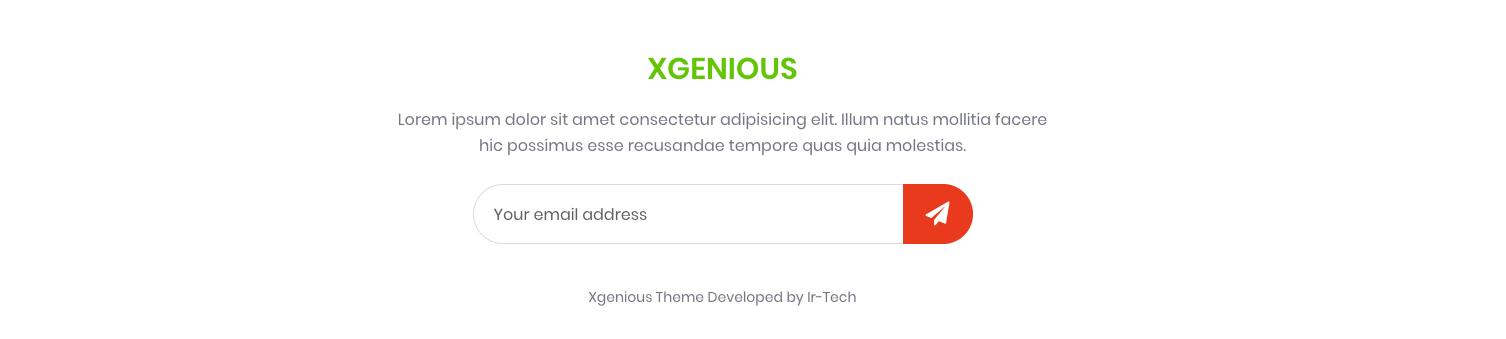 XGENIOUS
Lorem ipsum dolor sit amet consectetur adipisicing elit. Illum natus mollitia facere
hic possimus esse recusandae tempore quas quia molestias.
Your email address
Xgenious Theme Developed by Ir-Tech